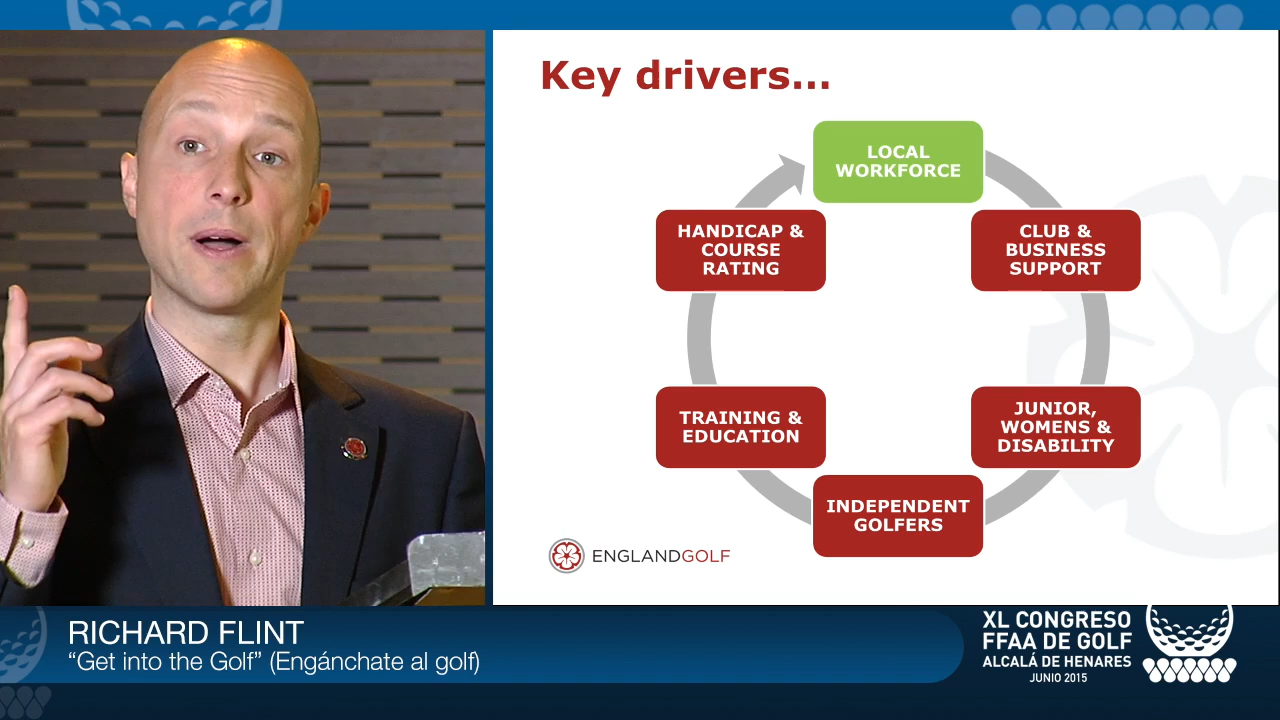 Key drivers...
LOCAL
WORKFORCE
HANDICAP &
COURSE
RATING
CLUB &
BUSINESS
SUPPORT
TRAINING &
EDUCATION
JUNIOR,
WOMENS &
DISABILITY
INDEPENDENT
GOLFERS
ENGLANDGOLF
RICHARD FLINT
“Get into the Golf” (Engánchate al golf)
XL CONGRESO
FFAA DE GOLF
ALCALÁ DE HENARES
JUNIO 2015